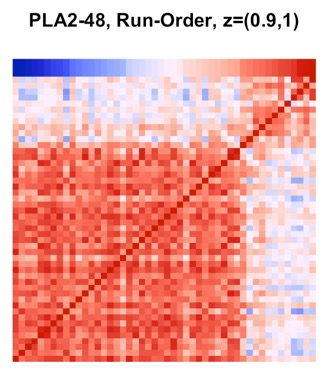 PLA2-48, Run-Order, z=(0.9,1)